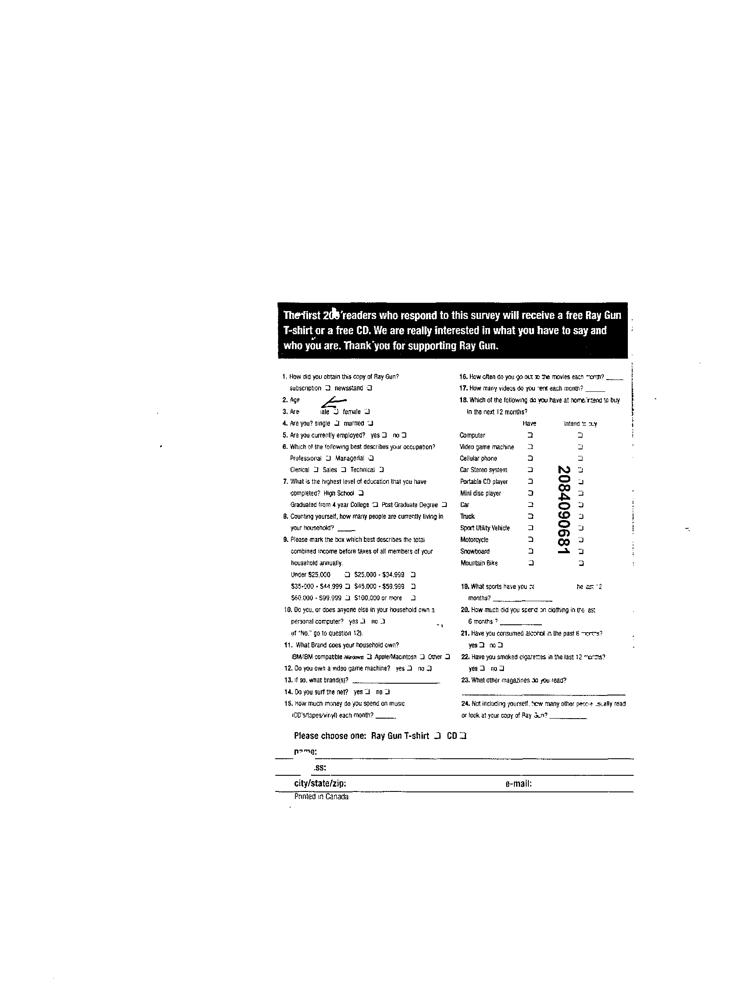 The first 200 readers who respond to this survey will receive a free Ray Gun
T-shirt or a free CD. We are really interested in what you have to say and
who you are. Thank you for supporting Ray Gun.
1. How did you obtain this copy of Ray Gun?
subscription ❑ newsstand ❑
2. Age
3. Are ale ❑ female ❑
4. Are you? single ❑ married ❑
5. Are you currently employed? yes ❑ no ❑
6. Which of the following best describes your occupation?
Professional ❑ Managerial ❑
Clerical ❑ Sales ❑ Technical ❑
7. What is the highest level of education that you have
completed? High School ❑
Graduated from 4 year College ❑ Post Graduate Degree ❑
8. Counting yourself, how many people are currently living in
your household? _____
9. Please mark the box which best describes the total
combined income before taxes of all members of your
household annually.
Under $25,000 ❑ $25,000 - $34,999 ❑
$35,000 - $44,999 ❑ $45,000 - $59,999 ❑
$60,000 - $99,999 ❑ $100,000 or more ❑
10. Do you, or does anyone else in your household own a
personal computer? yes ❑ no ❑
of "No," go to question 12).
11. What Brand does your household own?
IBM/IBM compatible Windows ❑ Apple/Macintosh ❑ Other ❑
12. Do you own a video game machine? yes ❑ no ❑
13. If so, what brand(s)? _____
14. Do you surf the net? yes ❑ no ❑
15. How much money do you spend on music
(CD's/tapes/vinyl) each month? _____
16. How often do you go out to the movies each month? _____
17. How many videos do you rent each month? _____
18. Which of the following do you have at home/intend to buy
in the next 12 months?
Have Intend to buy
Computer ❑ ❑
Video game machine ❑ ❑
Cellular phone ❑ ❑
Car Stereo system ❑ ❑
Portable CD player ❑ ❑
Mini disc player ❑ ❑
Car ❑ ❑
Truck ❑ ❑
Sport Utility Vehicle ❑ ❑
Motorcycle ❑ ❑
Snowboard ❑ ❑
Mountain Bike ❑ ❑
2084090681
19. What sports have you he last 12
months? _____
20. How much did you spend on clothing in the last
6 months ? _____
21. Have you consumed alcohol in the past 6 months?
yes ❑ no ❑
22. Have you smoked cigarettes in the last 12 months?
yes ❑ no ❑
23. What other magazines do you read?
24. Not including yourself, how many other people usually read
or look at your copy of Ray Gun? _____
Please choose one: Ray Gun T-shirt ❑ CD ❑
name:
ss:
city/state/zip: e-mail:
Printed in Canada